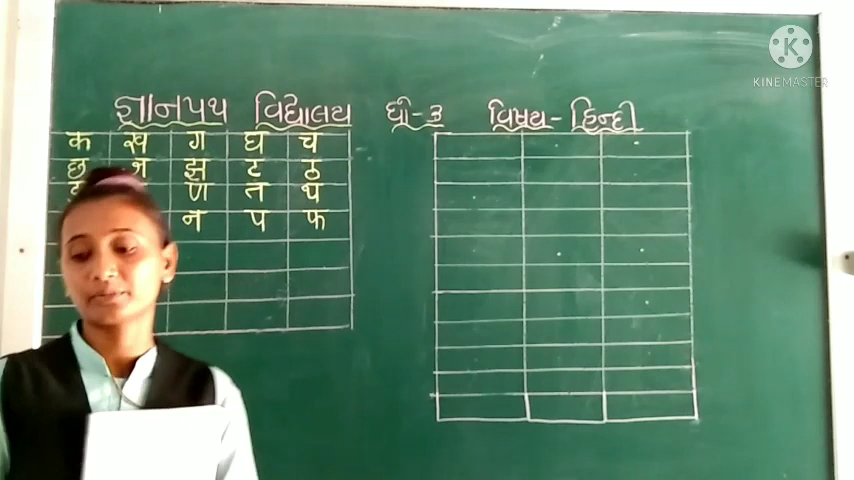 KINEMASTER
જ્ઞાનપથ વિદ્યાલય ધો-૩ વિષય - હિન્દી
क ख ग घ च
छ ज झ ट ठ
ण त थ
न प फ